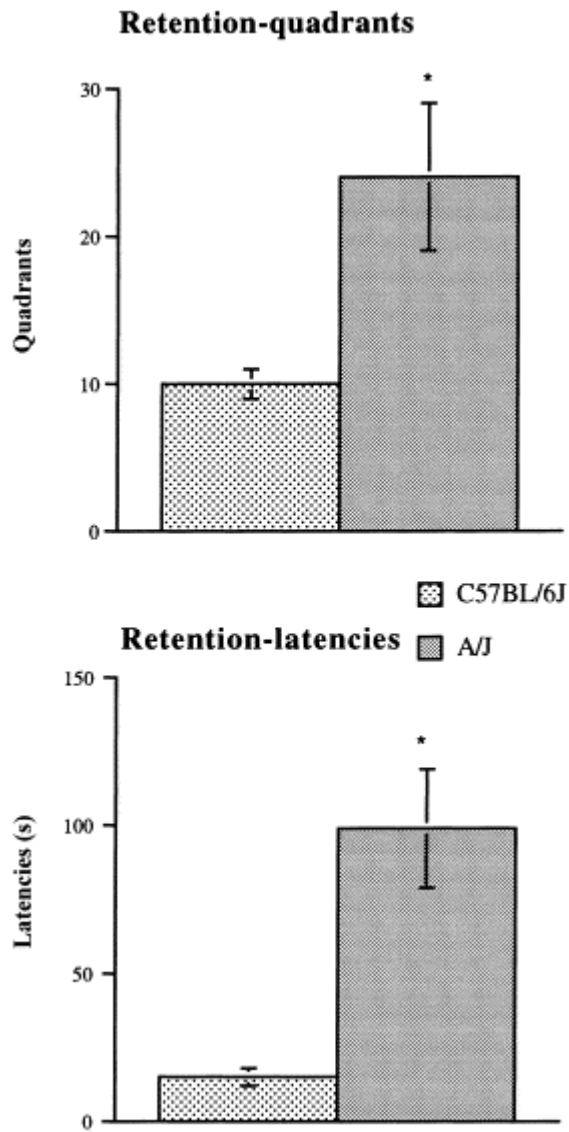 Retention-quadrants
*
30
20
10
0
Quadrants
C57BL/6J
A/J
Retention-latencies
*
150
100
50
0
Latencies (s)